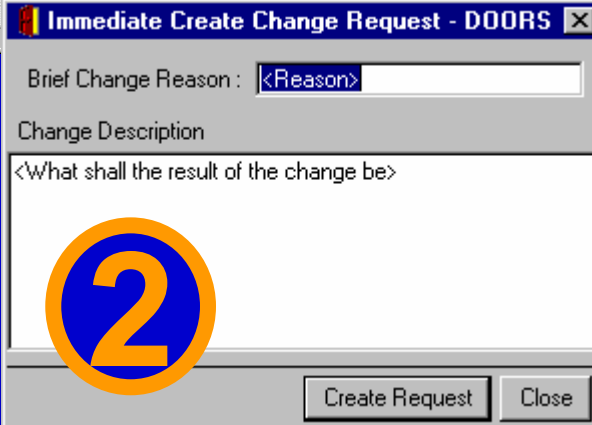 Immediate Create Change Request - DOORS
Brief Change Reason : <Reason>
Change Description
<What shall the result of the change be>
2
Create Request Close